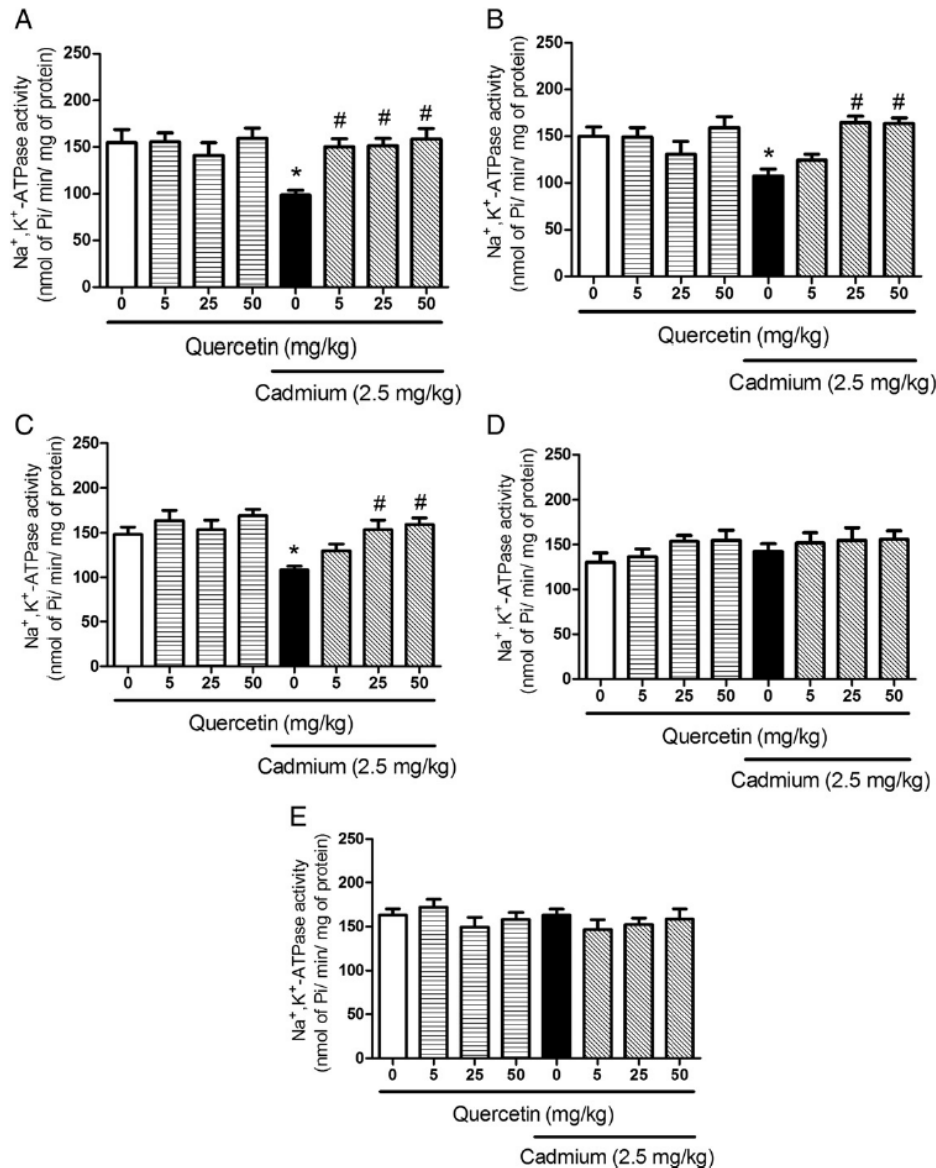 A
Na⁺,K⁺-ATPase activity
(nmol of Pi/ min/ mg of protein)
250
200
150
100
50
0
* # # #
0 5 25 50 0 5 25 50
Quercetin (mg/kg)
Cadmium (2.5 mg/kg)
B
Na⁺,K⁺-ATPase activity
(nmol of Pi/ min/ mg of protein)
250
200
150
100
50
0
* # #
0 5 25 50 0 5 25 50
Quercetin (mg/kg)
Cadmium (2.5 mg/kg)
C
Na⁺,K⁺-ATPase activity
(nmol of Pi/ min/ mg of protein)
250
200
150
100
50
0
* # #
0 5 25 50 0 5 25 50
Quercetin (mg/kg)
Cadmium (2.5 mg/kg)
D
Na⁺,K⁺-ATPase activity
(nmol of Pi/ min/ mg of protein)
250
200
150
100
50
0
0 5 25 50 0 5 25 50
Quercetin (mg/kg)
Cadmium (2.5 mg/kg)
E
Na⁺,K⁺-ATPase activity
(nmol of Pi/ min/ mg of protein)
250
200
150
100
50
0
0 5 25 50 0 5 25 50
Quercetin (mg/kg)
Cadmium (2.5 mg/kg)